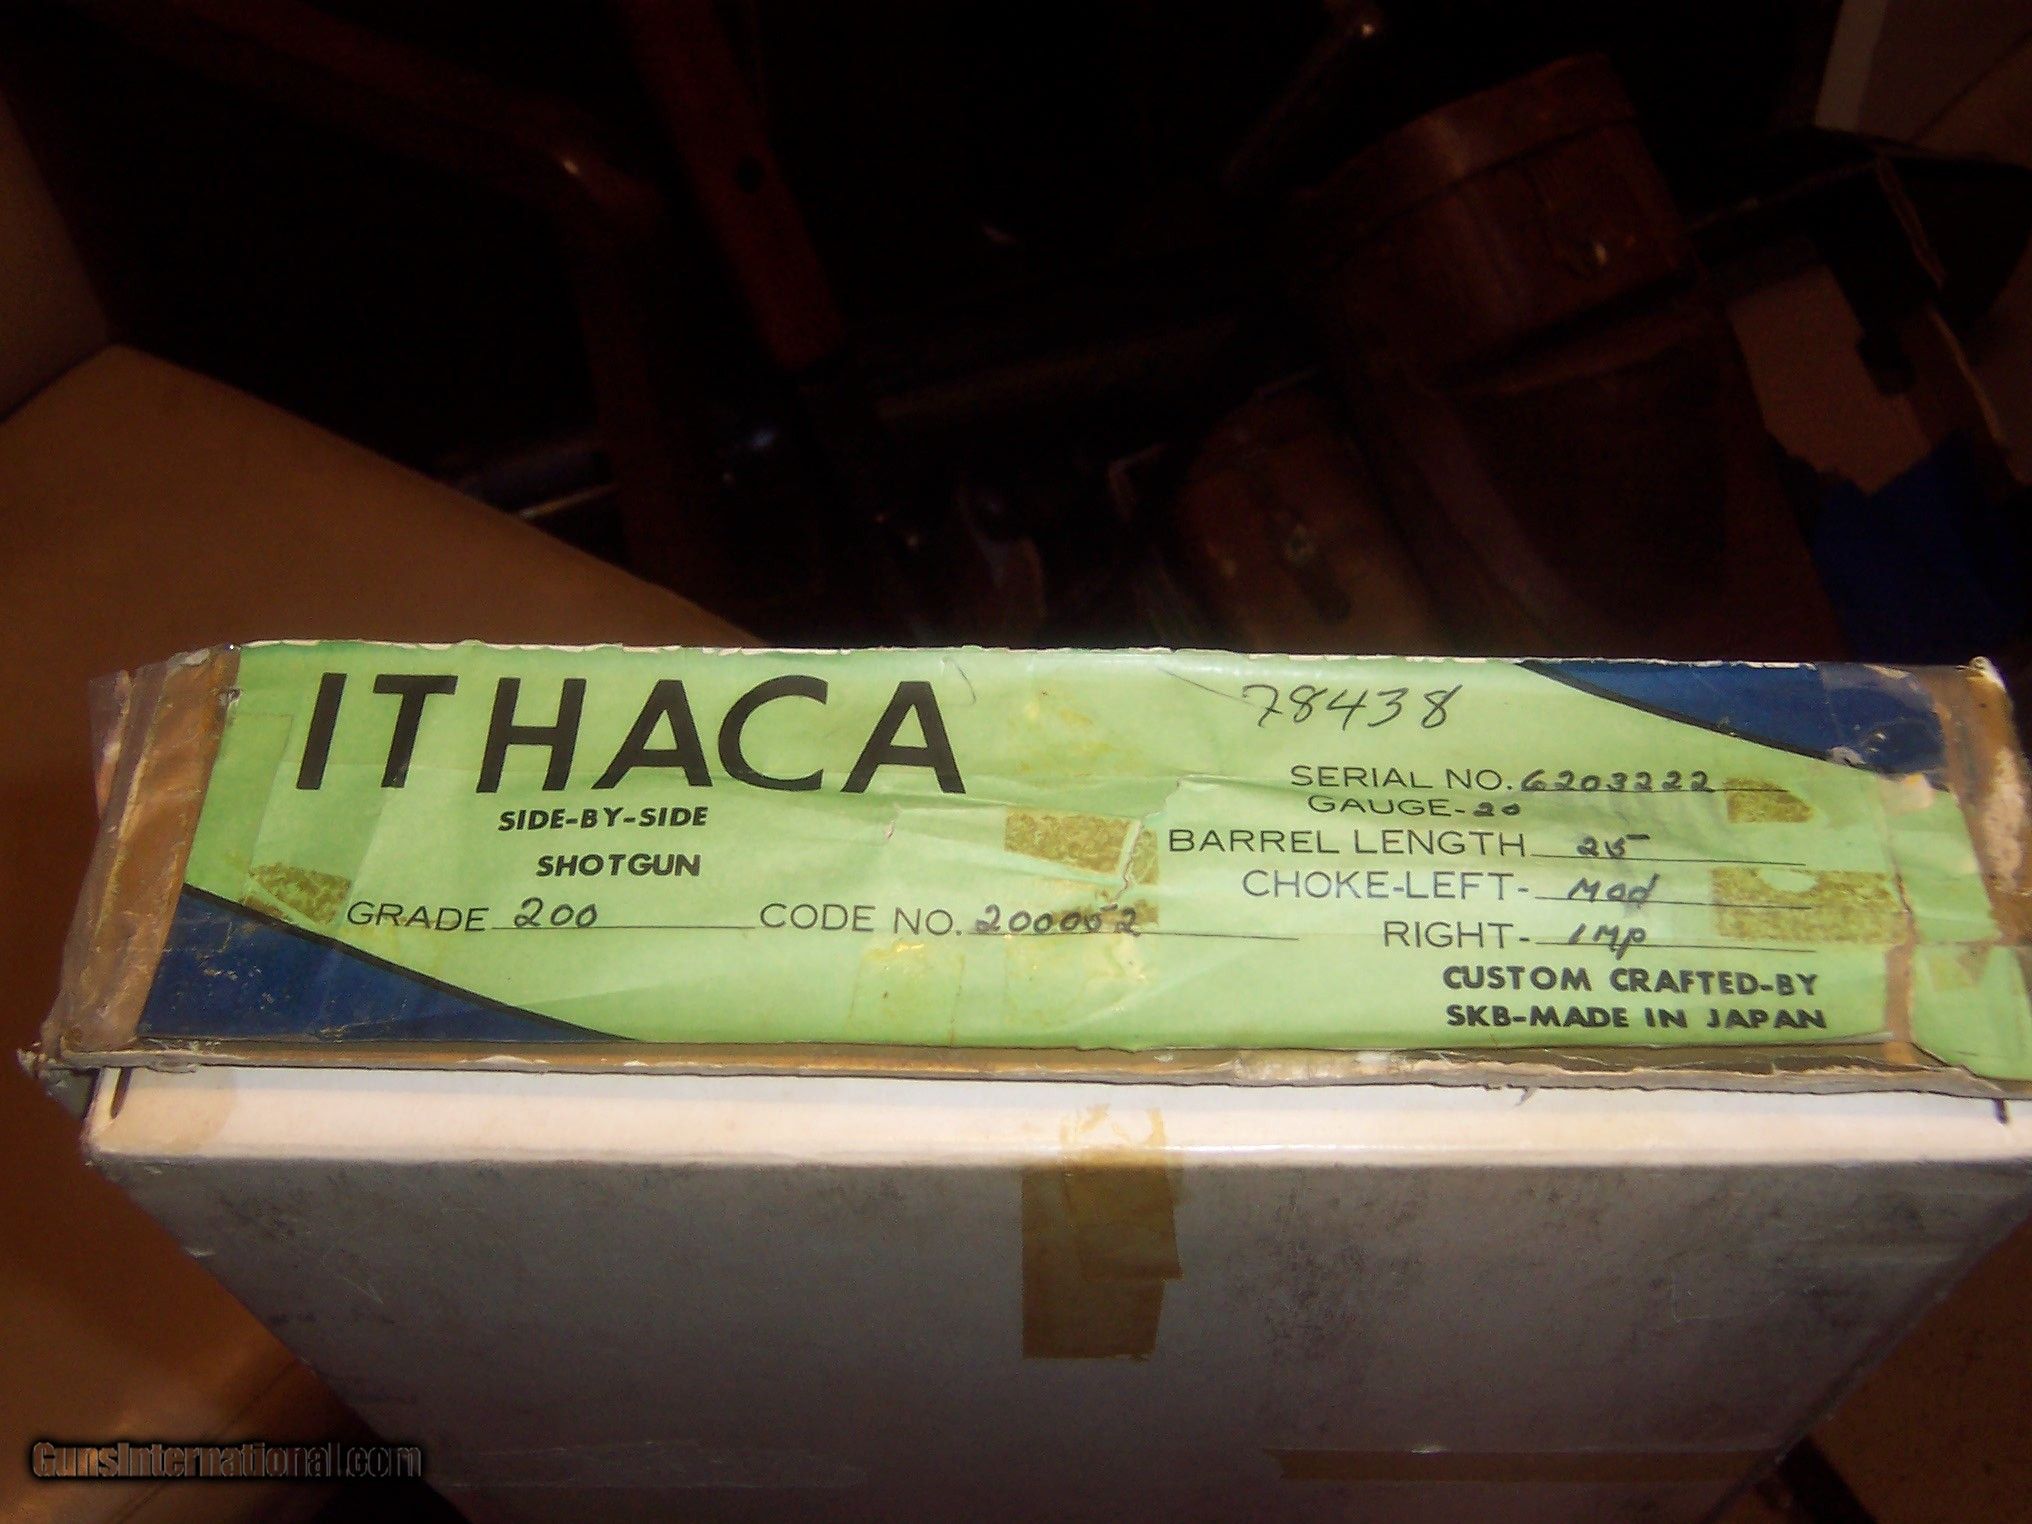 ITHACA
SIDE-BY-SIDE
SHOTGUN
GRADE 200 CODE NO. 200052
78438
SERIAL NO. 6203222
GAUGE-20
BARREL LENGTH 25
CHOKE-LEFT- Mod
RIGHT- IMP
CUSTOM CRAFTED-BY
SKB-MADE IN JAPAN
GunsInternational.com